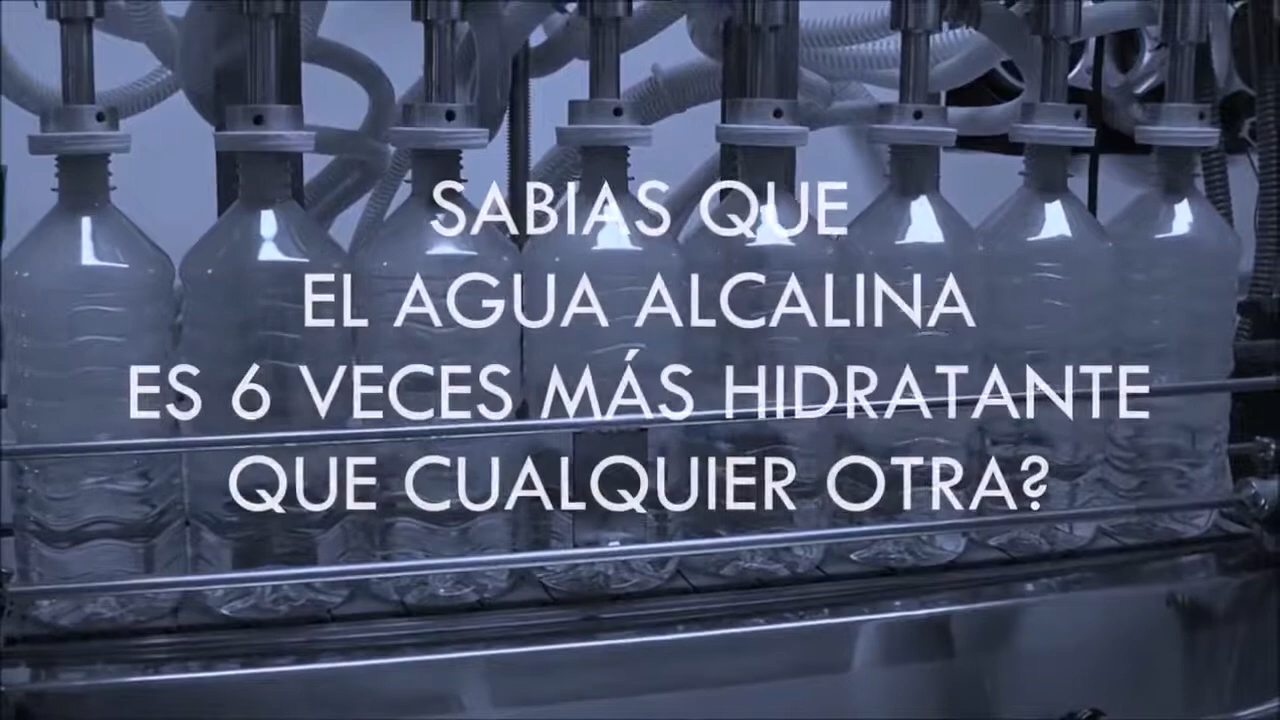 SABIAS QUE
EL AGUA ALCALINA
ES 6 VECES MÁS HIDRATANTE
QUE CUALQUIER OTRA?